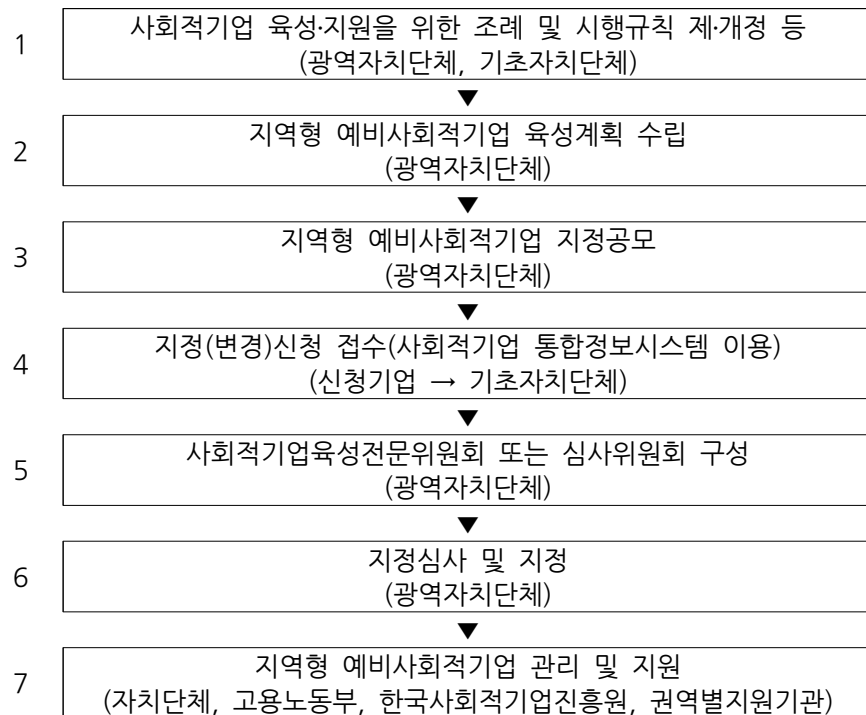 1
사회적기업 육성·지원을 위한 조례 및 시행규칙 제·개정 등
(광역자치단체, 기초자치단체)
▼
2
지역형 예비사회적기업 육성계획 수립
(광역자치단체)
▼
3
지역형 예비사회적기업 지정공모
(광역자치단체)
▼
4
지정(변경)신청 접수(사회적기업 통합정보시스템 이용)
(신청기업 → 기초자치단체)
▼
5
사회적기업육성전문위원회 또는 심사위원회 구성
(광역자치단체)
▼
6
지정심사 및 지정
(광역자치단체)
▼
7
지역형 예비사회적기업 관리 및 지원
(자치단체, 고용노동부, 한국사회적기업진흥원, 권역별지원기관)